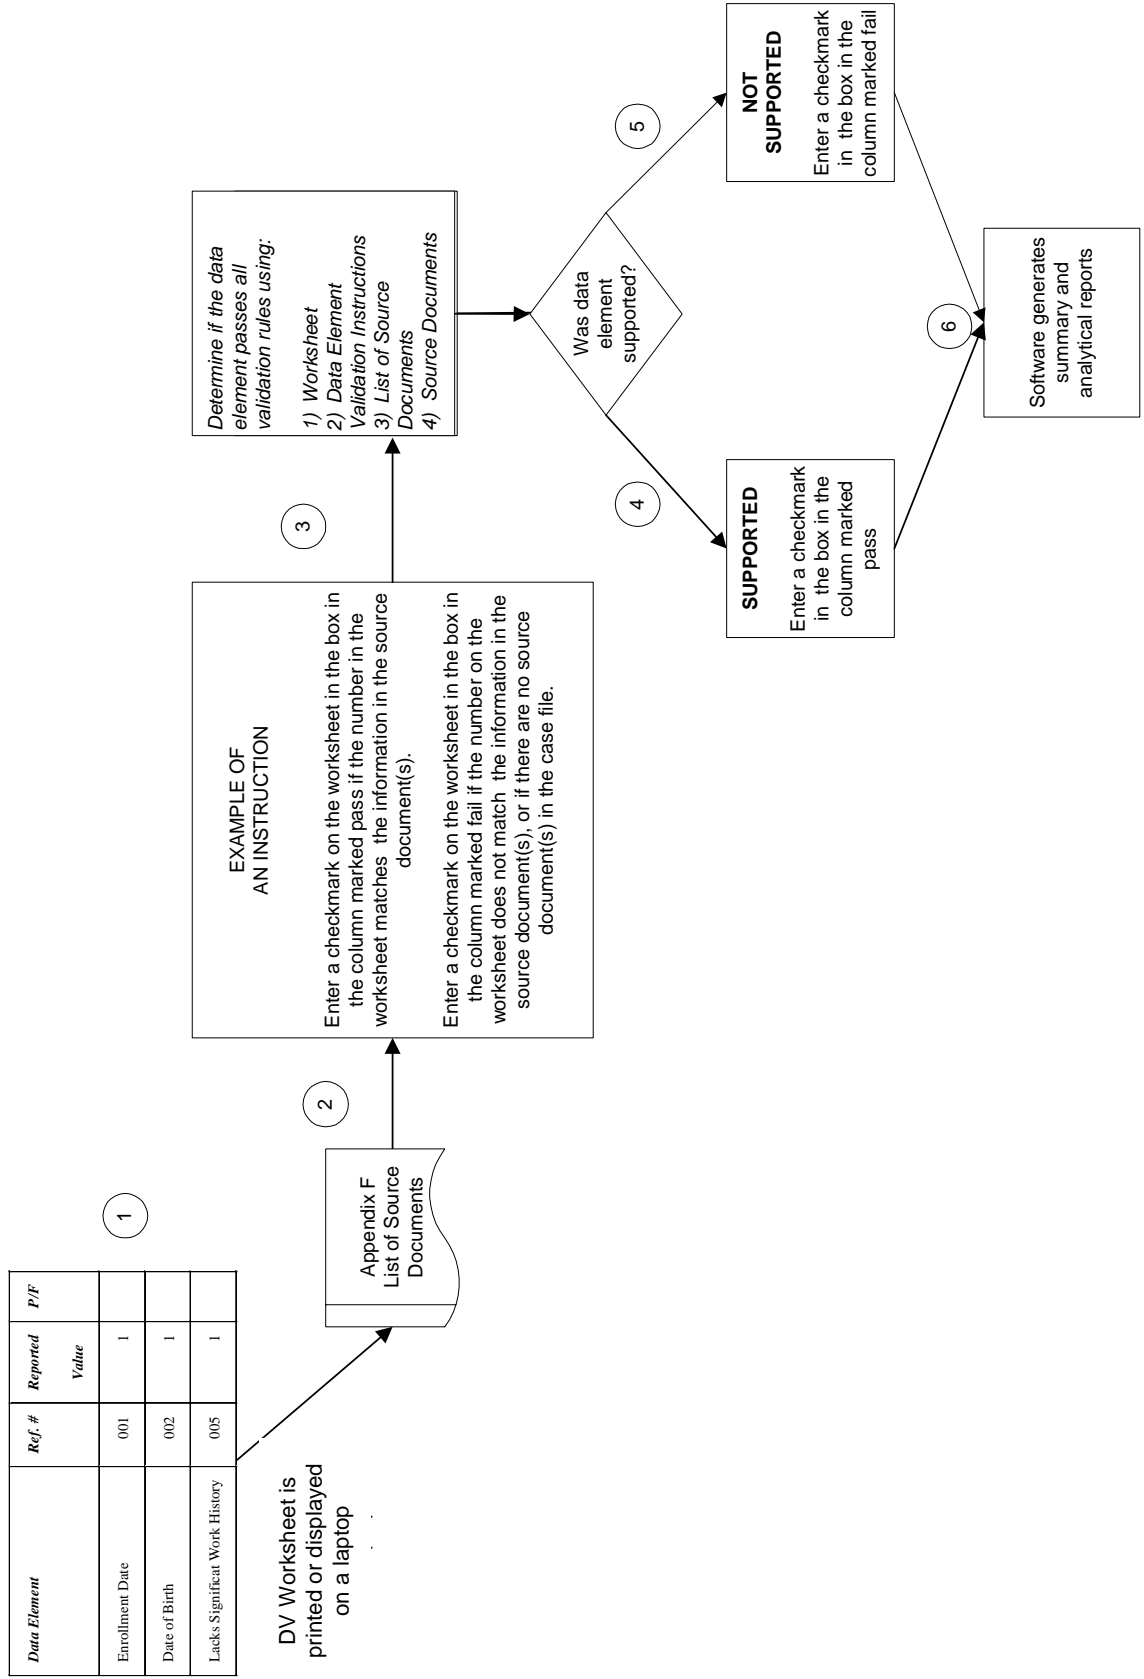 Data Element Ref. # Reported Value P/F
Enrollment Date 001 1
Date of Birth 002 1
Lacks Significat Work History 005 1
1
DV Worksheet is
printed or displayed
on a laptop
Appendix F
List of Source
Documents
2
EXAMPLE OF
AN INSTRUCTION
Enter a checkmark on the worksheet in the box in
the column marked pass if the number in the
worksheet matches the information in the source
document(s).
Enter a checkmark on the worksheet in the box in
the column marked fail if the number on the
worksheet does not match the information in the
source document(s), or if there are no source
document(s) in the case file.
3
Determine if the data
element passes all
validation rules using:
1) Worksheet
2) Data Element
Validation Instructions
3) List of Source
Documents
4) Source Documents
Was data
element
supported?
4
5
SUPPORTED
Enter a checkmark
in the box in the
column marked
pass
NOT
SUPPORTED
Enter a checkmark
in the box in the
column marked fail
6
Software generates
summary and
analytical reports